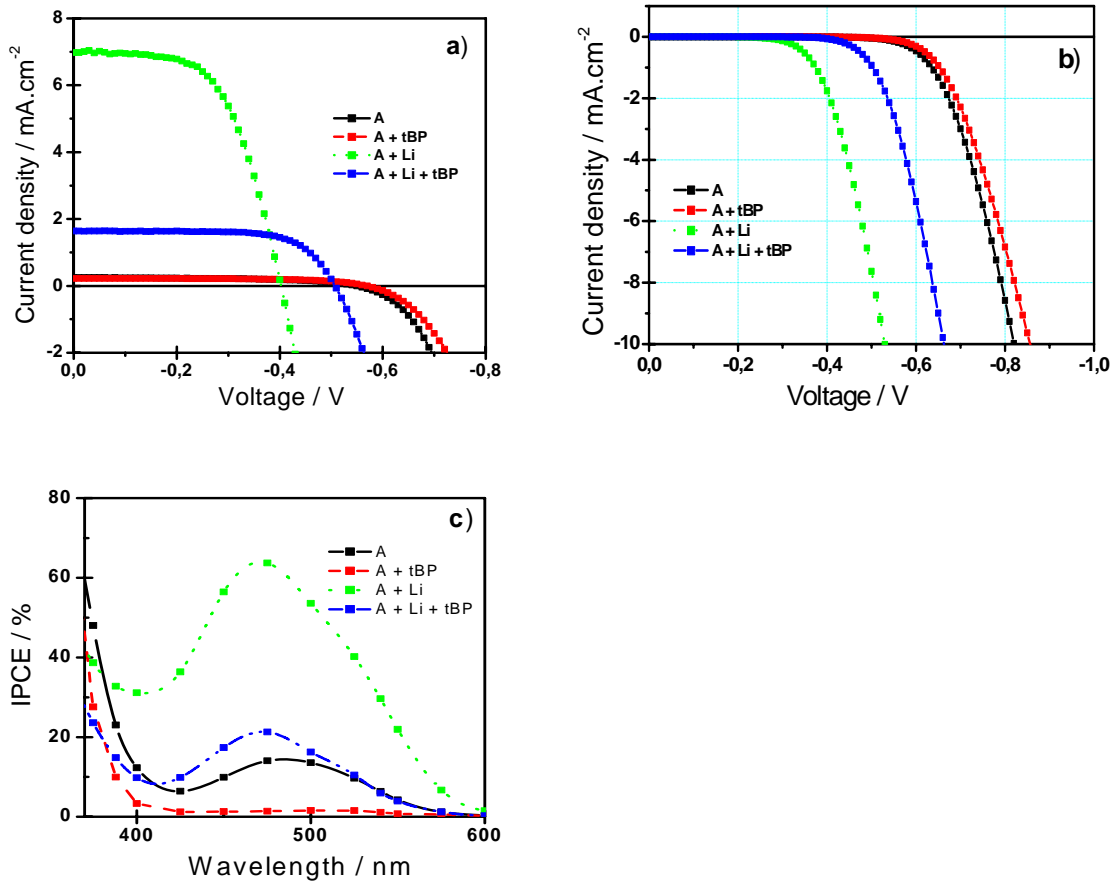 a)
Current density / mA.cm-2
8
6
4
2
0
-2
A
A + tBP
A + Li
A + Li + tBP
0,0 -0,2 -0,4 -0,6 -0,8
Voltage / V
b)
Current density / mA.cm-2
0
-2
-4
-6
-8
-10
A
A + tBP
A + Li
A + Li + tBP
0,0 -0,2 -0,4 -0,6 -0,8 -1,0
Voltage / V
c)
IPCE / %
80
60
40
20
0
A
A + tBP
A + Li
A + Li + tBP
400 500 600
Wavelength / nm